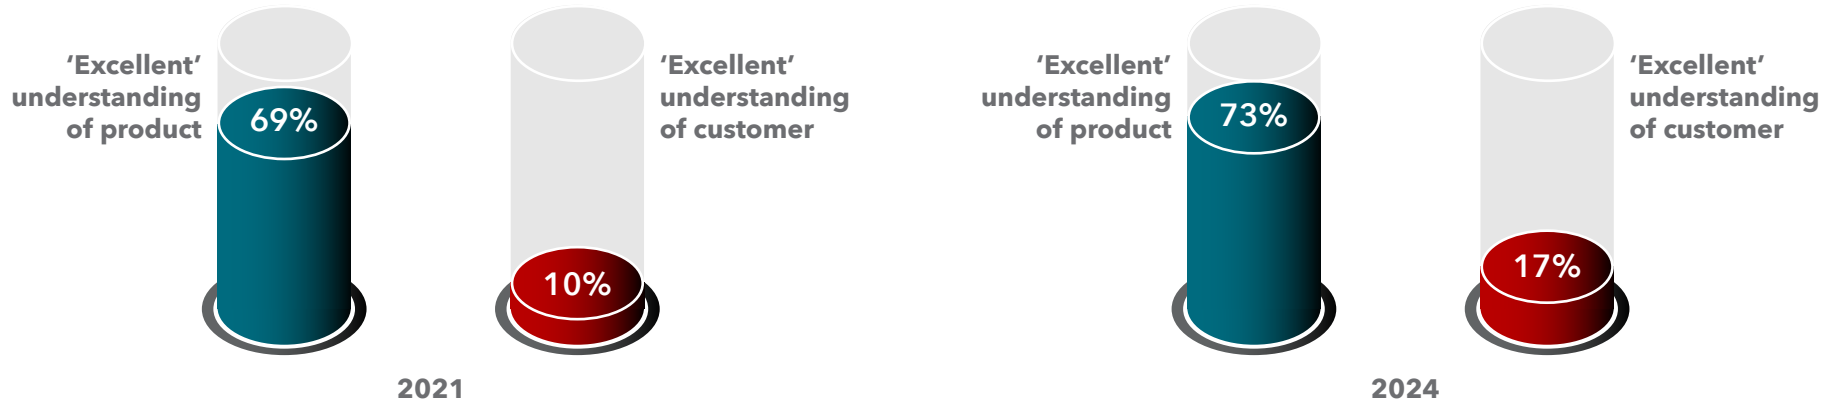 ‘Excellent’
understanding
of product
69%
‘Excellent’
understanding
of customer
10%
2021
‘Excellent’
understanding
of product
73%
‘Excellent’
understanding
of customer
17%
2024